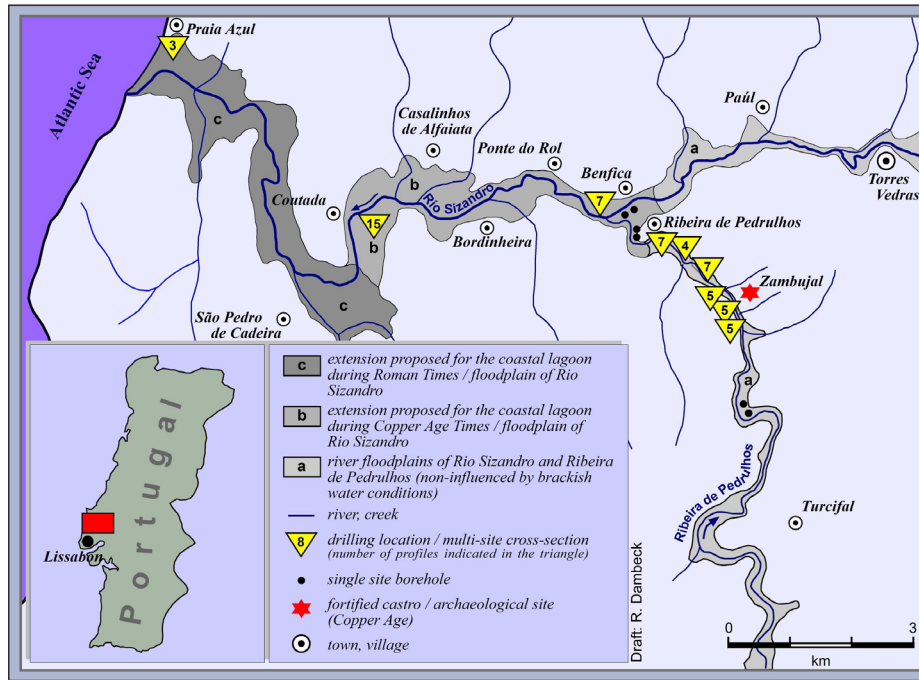 Praia Azul
3
Atlantic Sea
c
Casalinhos
de Alfaiata
Ponte do Rol
Paúl
a
Benfica
b
Río Sizandro
Torres
Vedras
Coutada
7
15
Bordinheira
Ribeira de Pedrulhos
b
7
4
7
Zambujal
c
5
5
5
São Pedro
de Cadeira
a
Ribeira de Pedrulhos
Turcifal
Portugal
Lissabon
c
extension proposed for the coastal lagoon
during Roman Times / floodplain of Rio
Sizandro
b
extension proposed for the coastal lagoon
during Copper Age Times / floodplain of
Rio Sizandro
a
river floodplains of Rio Sizandro and Ribeira
de Pedrulhos (non-influenced by brackish
water conditions)
river, creek
8
drilling location / multi-site cross-section
(number of profiles indicated in the triangle)
single site borehole
fortified castro / archaeological site
(Copper Age)
town, village
Draft: R. Dambeck
0
3
km